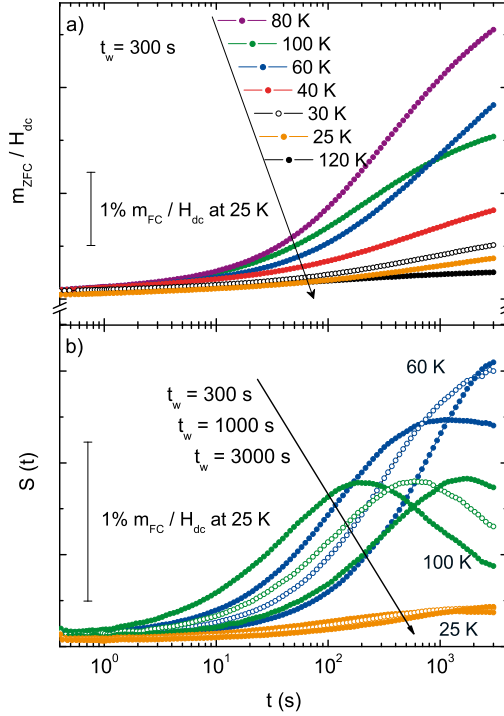 a)
t_w = 300 s
80 K
100 K
60 K
40 K
30 K
25 K
120 K
m_ZFC / H_dc
1% m_FC / H_dc at 25 K
b)
60 K
t_w = 300 s
t_w = 1000 s
t_w = 3000 s
S (t)
1% m_FC / H_dc at 25 K
100 K
25 K
10^0
10^1
10^2
10^3
t (s)